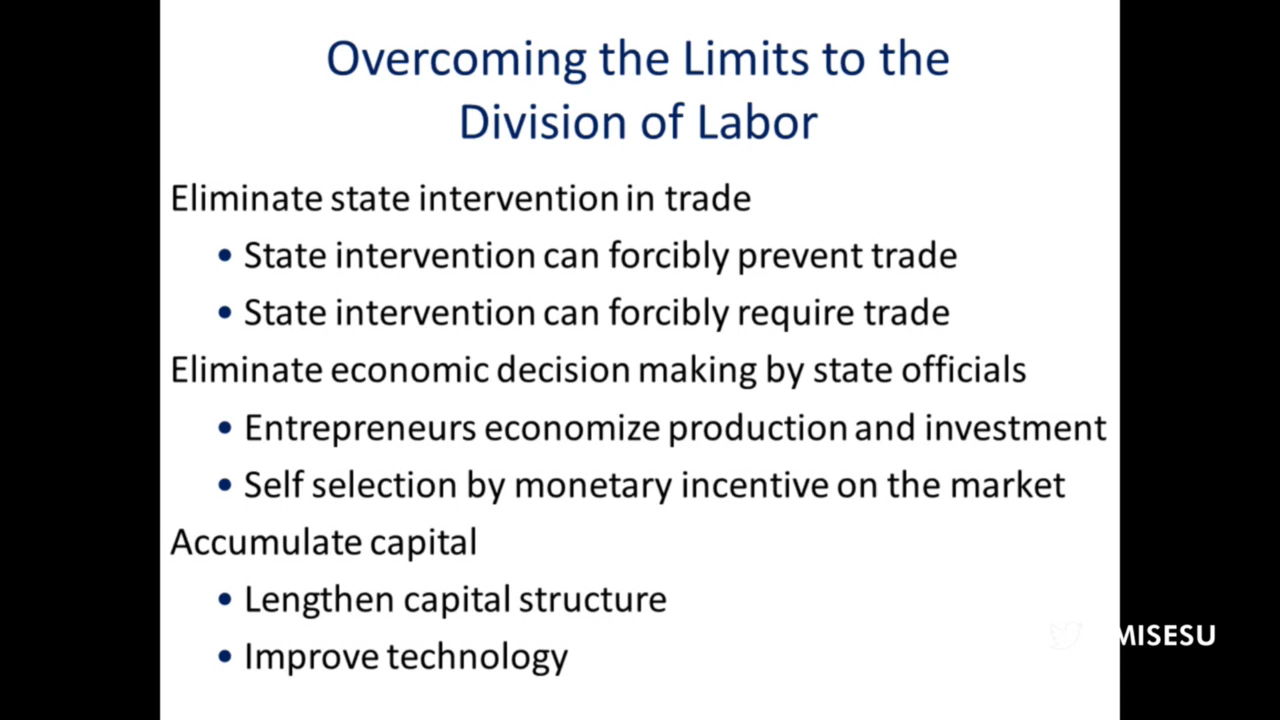 Overcoming the Limits to the
Division of Labor
Eliminate state intervention in trade
• State intervention can forcibly prevent trade
• State intervention can forcibly require trade
Eliminate economic decision making by state officials
• Entrepreneurs economize production and investment
• Self selection by monetary incentive on the market
Accumulate capital
• Lengthen capital structure
• Improve technology
MISESU